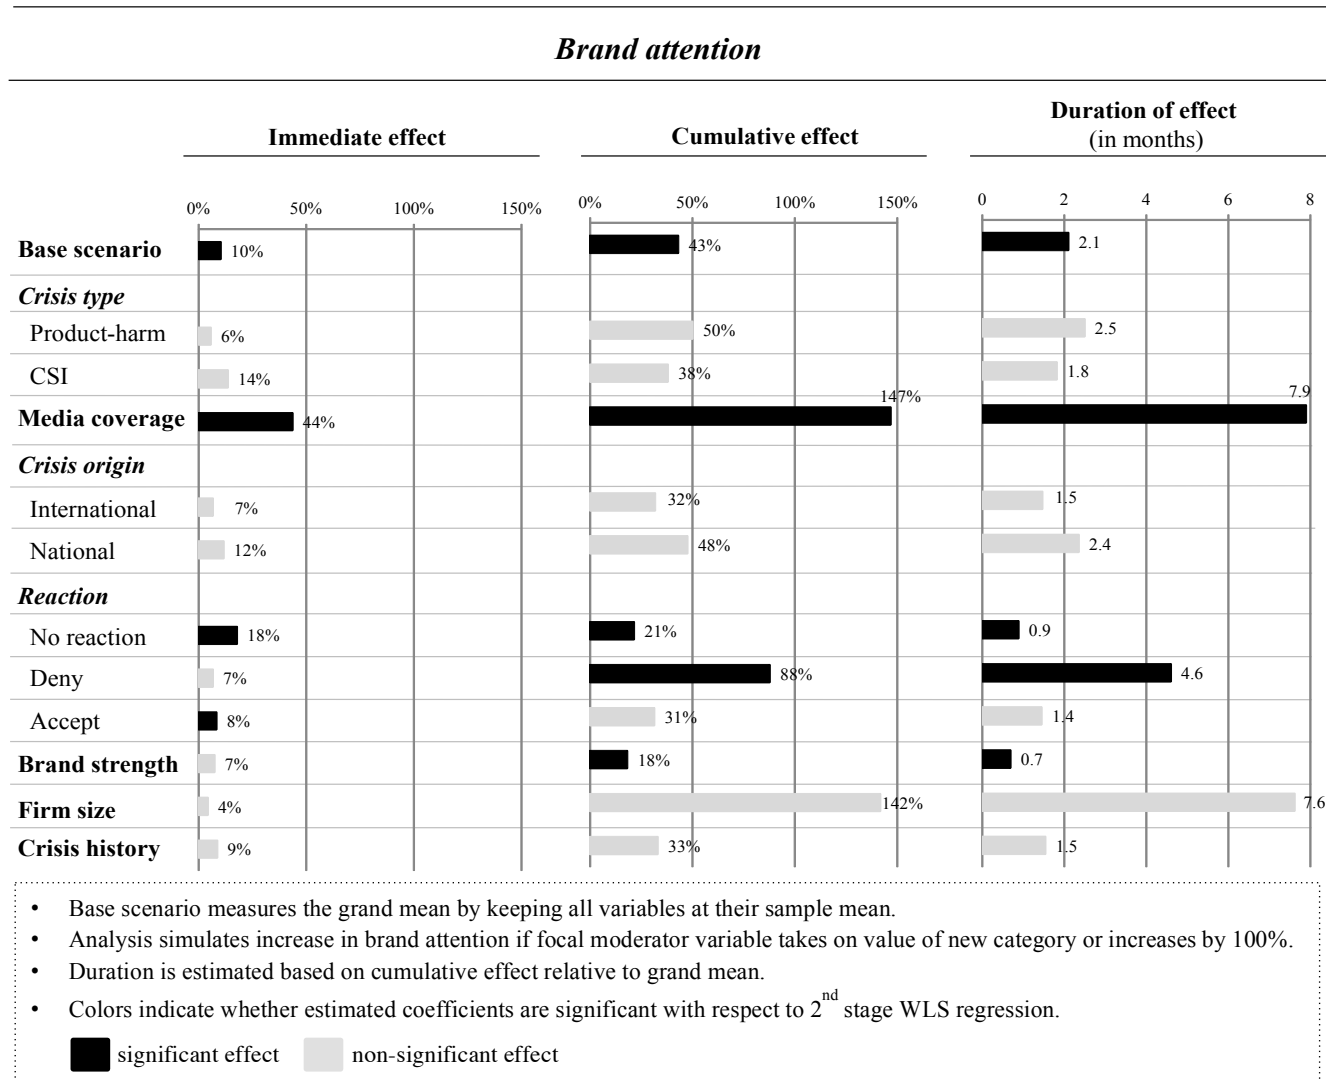 Brand attention
Immediate effect
Cumulative effect
Duration of effect
(in months)
0% 50% 100% 150%
0% 50% 100% 150%
0 2 4 6 8
Base scenario 10% 43% 2.1
Crisis type
Product-harm 6% 50% 2.5
CSI 14% 38% 1.8
Media coverage 44% 147% 7.9
Crisis origin
International 7% 32% 1.5
National 12% 48% 2.4
Reaction
No reaction 18% 21% 0.9
Deny 7% 88% 4.6
Accept 8% 31% 1.4
Brand strength 7% 18% 0.7
Firm size 4% 142% 7.6
Crisis history 9% 33% 1.5
• Base scenario measures the grand mean by keeping all variables at their sample mean.
• Analysis simulates increase in brand attention if focal moderator variable takes on value of new category or increases by 100%.
• Duration is estimated based on cumulative effect relative to grand mean.
• Colors indicate whether estimated coefficients are significant with respect to 2nd stage WLS regression.
significant effect non-significant effect